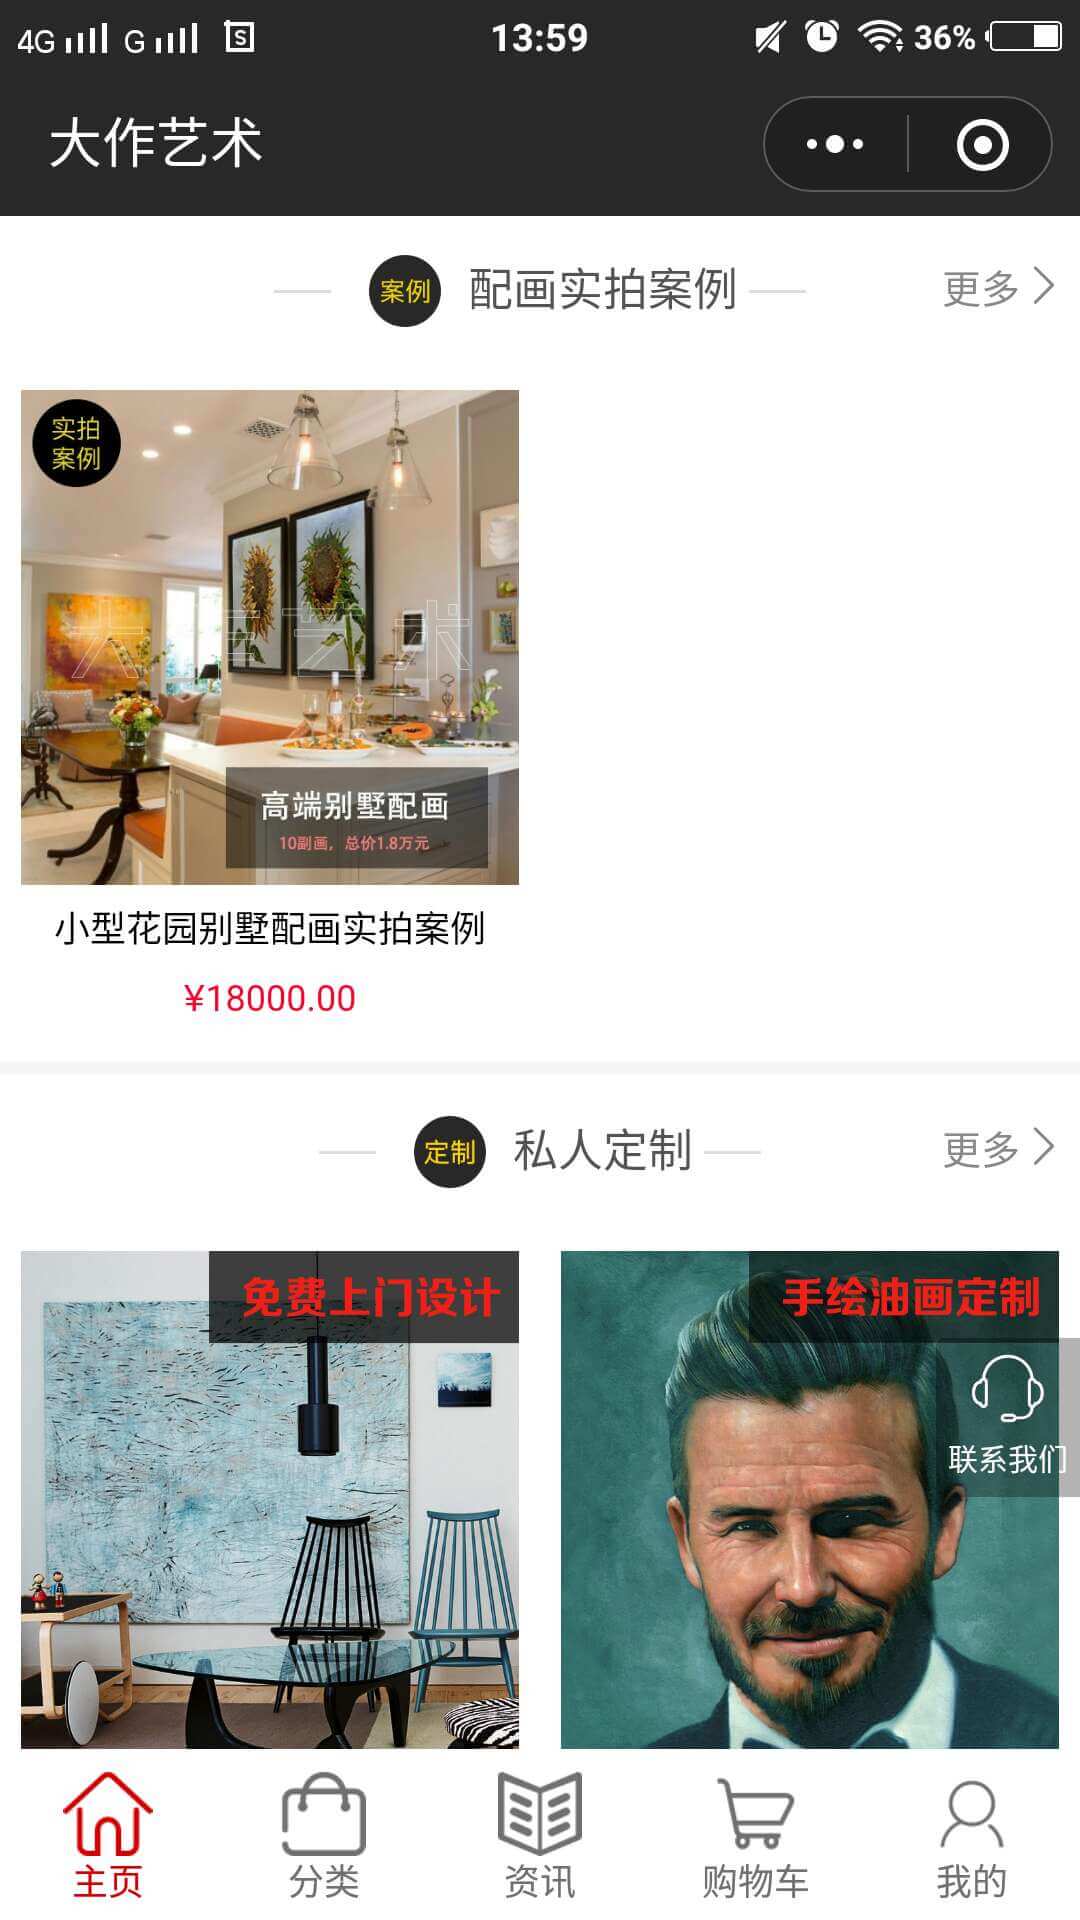 4G G S 13:59 36%
大作艺术
案例 配画实拍案例 更多
实拍
案例
大作艺术
高端别墅配画
10副画，总价1.8万元
小型花园别墅配画实拍案例
¥18000.00
定制 私人定制 更多
免费上门设计
手绘油画定制
联系我们
主页 分类 资讯 购物车 我的